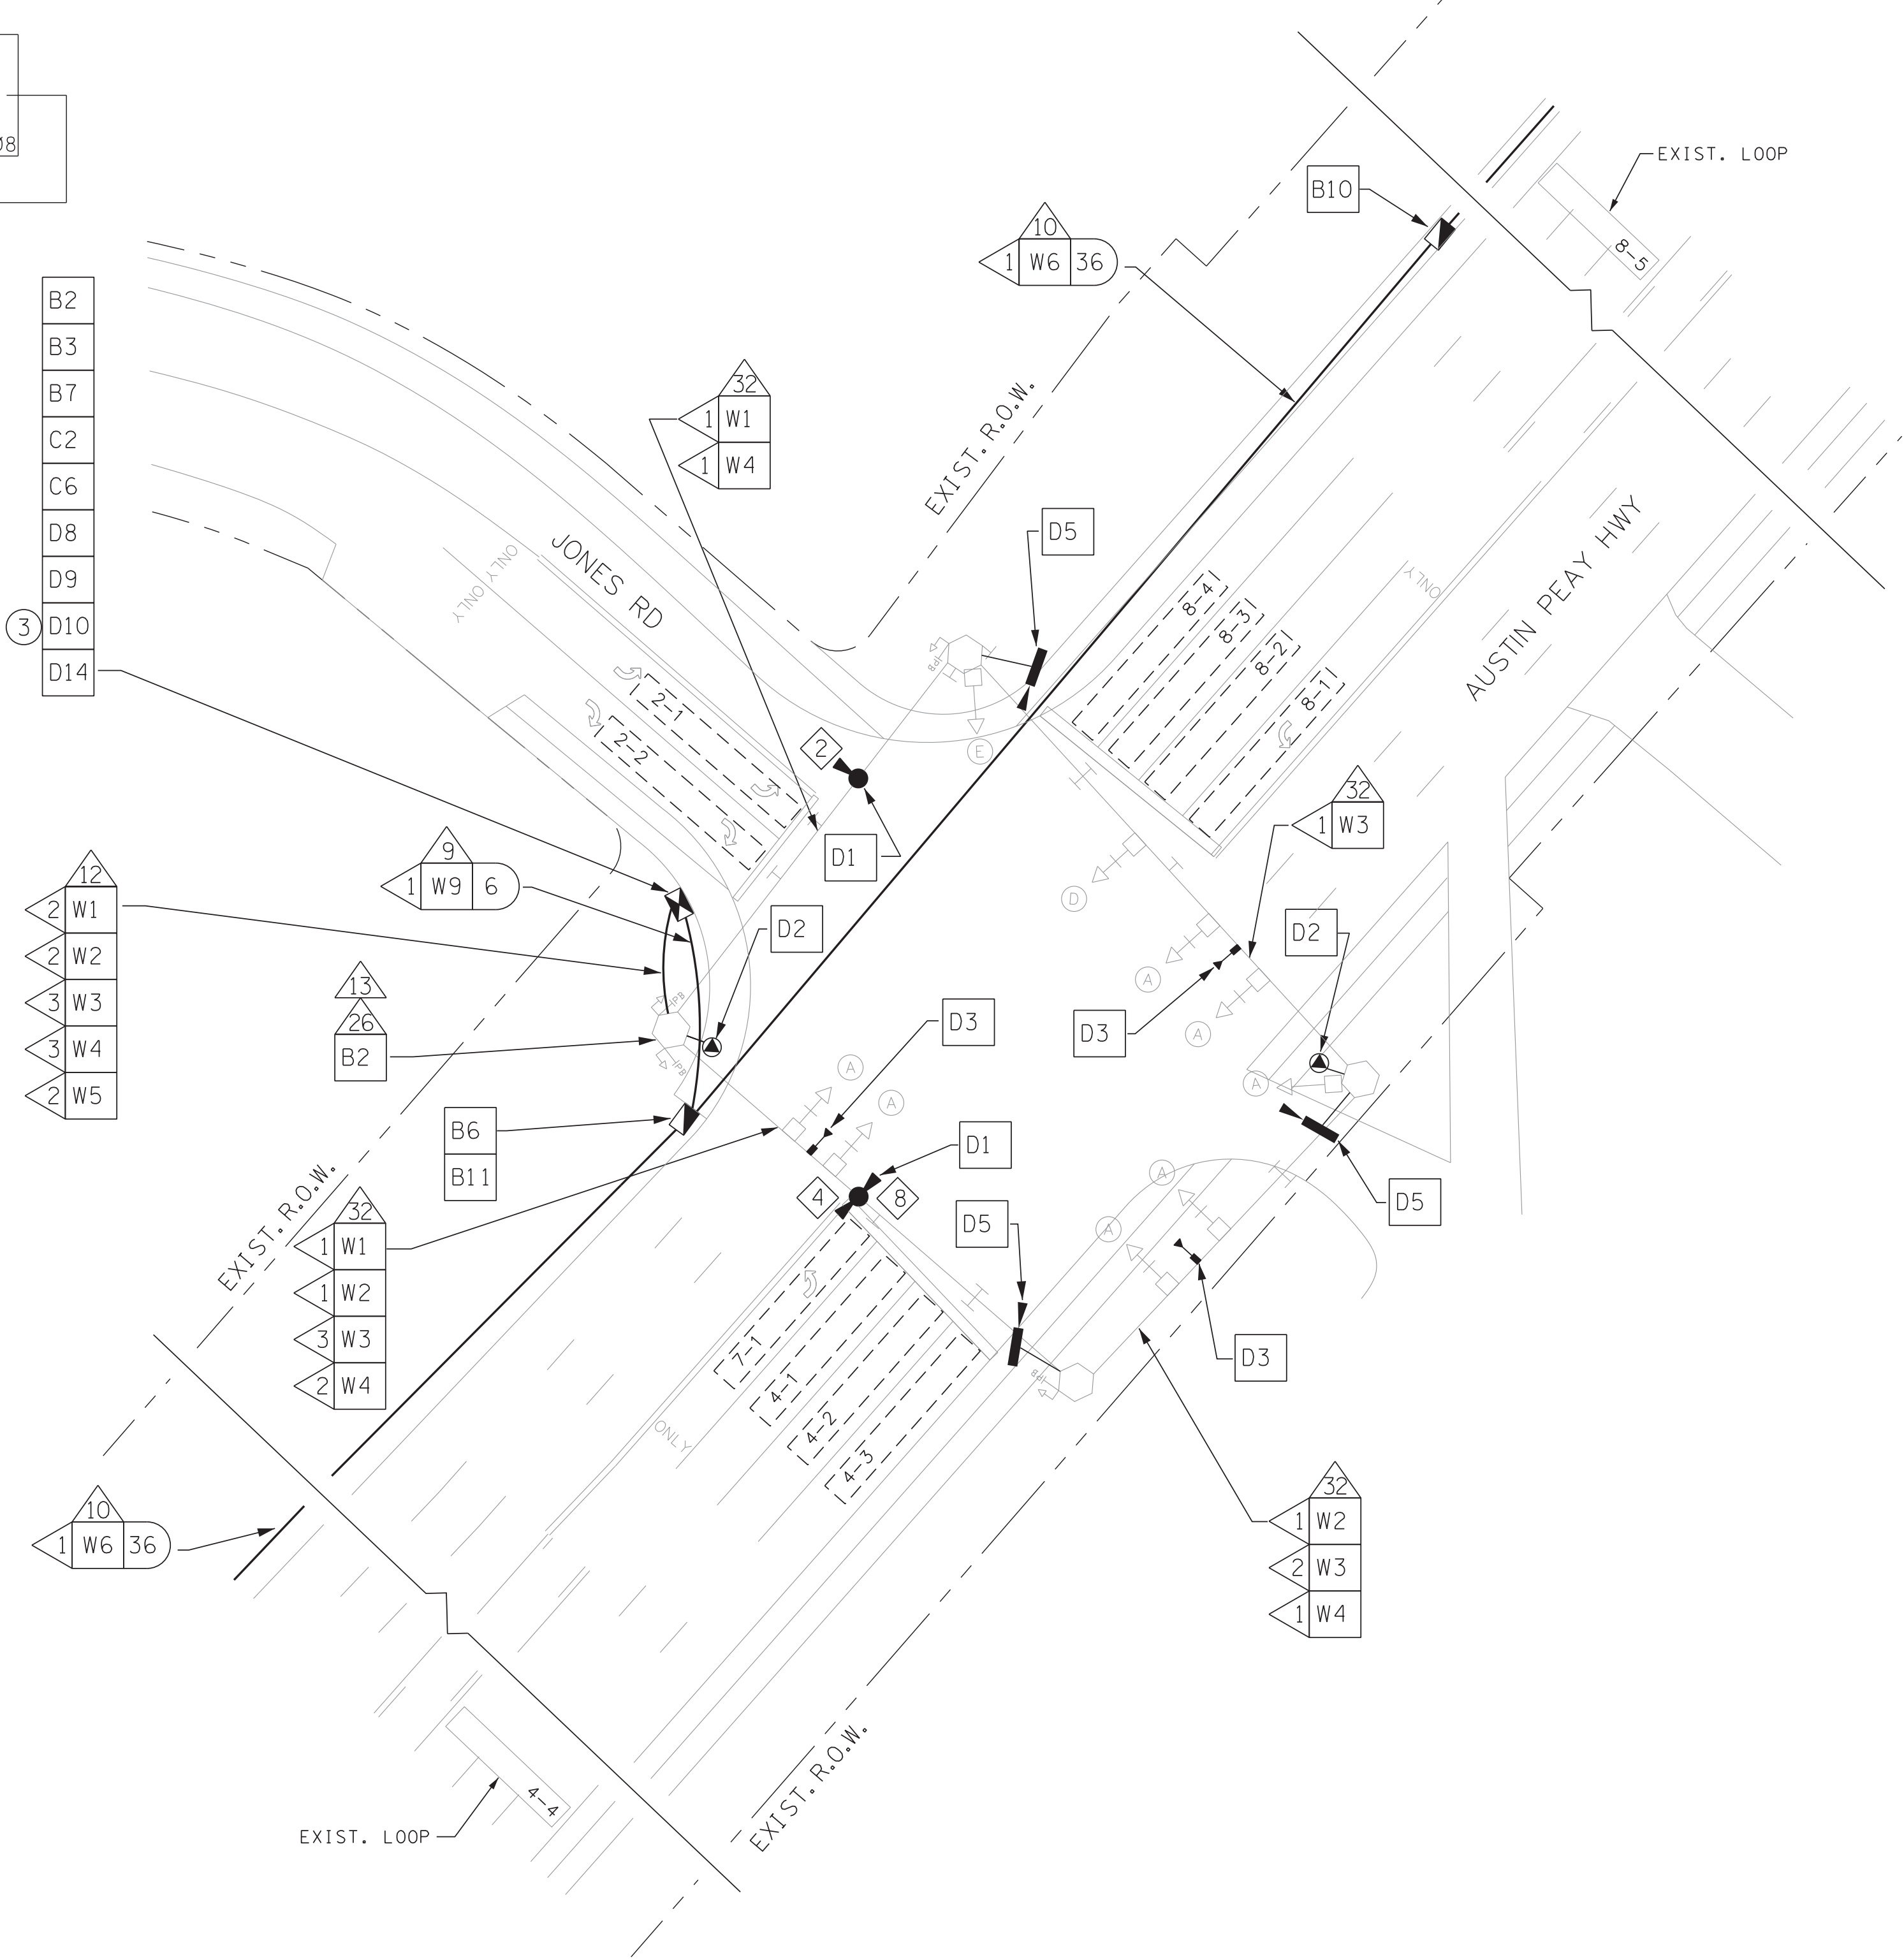 Ø8
EXIST. LOOP
8-5
B10
10
1 W6 36
B2
B3
B7
C2
C6
D8
D9
3 D10
D14
32
1 W1
1 W4
EXIST. R.O.W.
D5
JONES RD
ONLY ONLY
AUSTIN PEAY HWY
ONLY
8-4
8-3
8-2
8-1
2-1
2-2
IPB
E
2
D1
32
1 W3
D
9
1 W9 6
12
2 W1
2 W2
3 W3
3 W4
2 W5
D2
D2
A
A
D3
13
26
B2
IPB
IPB
D3
A
A
A
B6
B11
D1
4
8
D5
D5
A
A
EXIST. R.O.W.
32
1 W1
1 W2
3 W3
2 W4
7-1
4-1
4-2
4-3
ONLY
IPB
D3
10
1 W6 36
32
1 W2
2 W3
1 W4
4-4
EXIST. LOOP
EXIST. R.O.W.